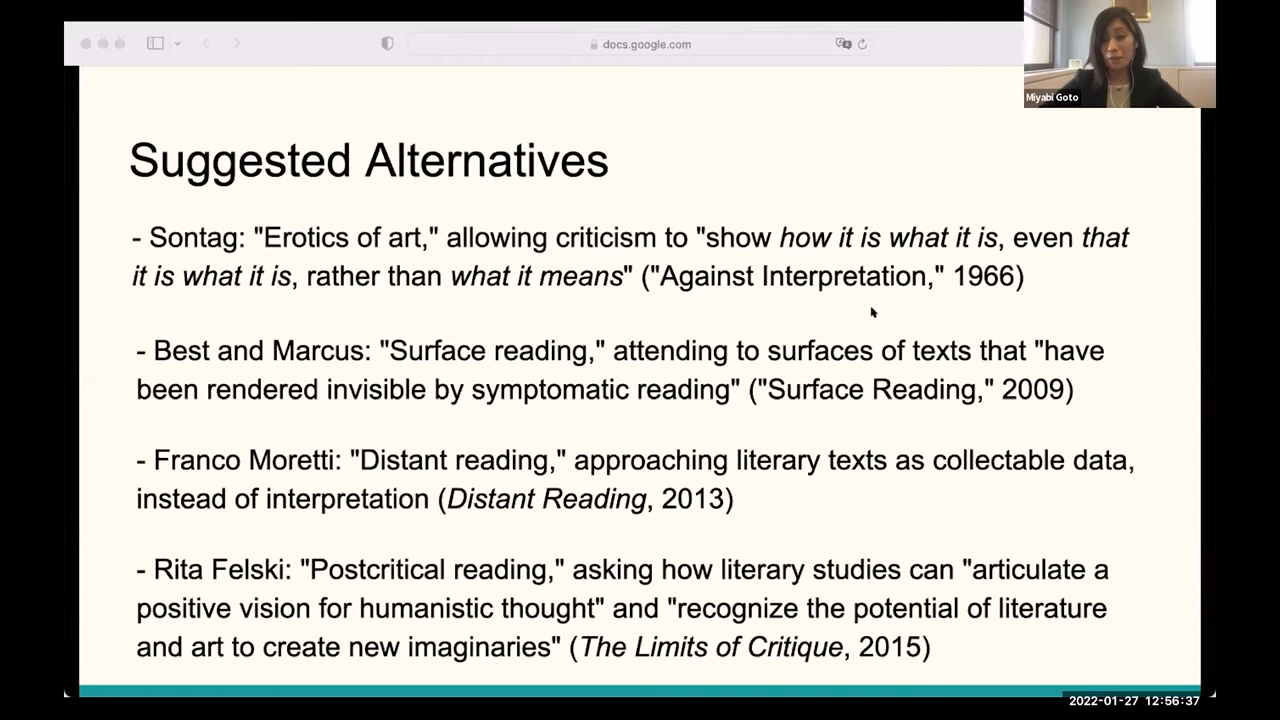 docs.google.com
Miyabi Goto
Suggested Alternatives
- Sontag: "Erotics of art," allowing criticism to "show how it is what it is, even that
it is what it is, rather than what it means" ("Against Interpretation," 1966)
- Best and Marcus: "Surface reading," attending to surfaces of texts that "have
been rendered invisible by symptomatic reading" ("Surface Reading," 2009)
- Franco Moretti: "Distant reading," approaching literary texts as collectable data,
instead of interpretation (Distant Reading, 2013)
- Rita Felski: "Postcritical reading," asking how literary studies can "articulate a
positive vision for humanistic thought" and "recognize the potential of literature
and art to create new imaginaries" (The Limits of Critique, 2015)
2022-01-27 12:56:37